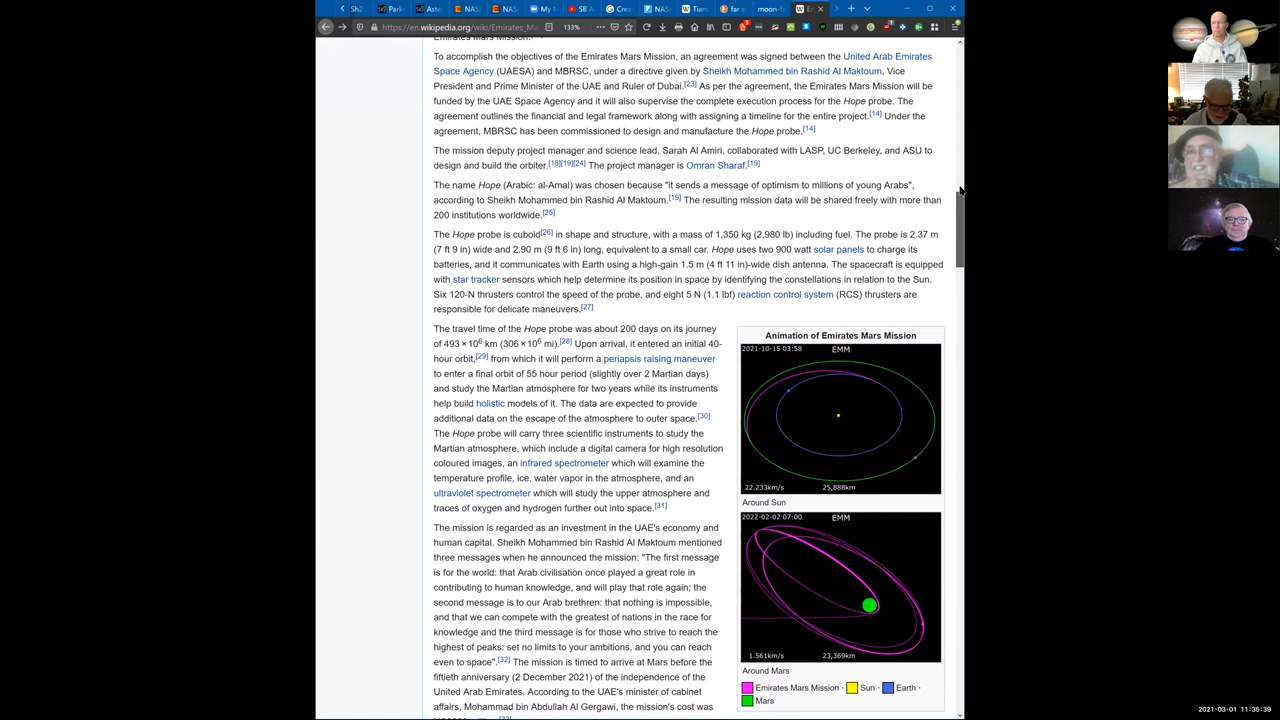 Sh2
Park
Aster
NASA
NASA
My M
SB A
Crea
NASA
Tian
far s
moon-fa
E
https://en.wikipedia.org/wiki/Emirates_M
133%
Emirates Mars Mission.
To accomplish the objectives of the Emirates Mars Mission, an agreement was signed between the United Arab Emirates
Space Agency (UAESA) and MBRSC, under a directive given by Sheikh Mohammed bin Rashid Al Maktoum, Vice
President and Prime Minister of the UAE and Ruler of Dubai.[23] As per the agreement, the Emirates Mars Mission will be
funded by the UAE Space Agency and it will also supervise the complete execution process for the Hope probe. The
agreement outlines the financial and legal framework along with assigning a timeline for the entire project.[14] Under the
agreement, MBRSC has been commissioned to design and manufacture the Hope probe.[14]
The mission deputy project manager and science lead, Sarah Al Amiri, collaborated with LASP, UC Berkeley, and ASU to
design and build the orbiter.[18][19][24] The project manager is Omran Sharaf.[19]
The name Hope (Arabic: al-Amal) was chosen because "it sends a message of optimism to millions of young Arabs",
according to Sheikh Mohammed bin Rashid Al Maktoum.[19] The resulting mission data will be shared freely with more than
200 institutions worldwide.[25]
The Hope probe is cuboid[26] in shape and structure, with a mass of 1,350 kg (2,980 lb) including fuel. The probe is 2.37 m
(7 ft 9 in) wide and 2.90 m (9 ft 6 in) long, equivalent to a small car. Hope uses two 900 watt solar panels to charge its
batteries, and it communicates with Earth using a high-gain 1.5 m (4 ft 11 in)-wide dish antenna. The spacecraft is equipped
with star tracker sensors which help determine its position in space by identifying the constellations in relation to the Sun.
Six 120-N thrusters control the speed of the probe, and eight 5 N (1.1 lbf) reaction control system (RCS) thrusters are
responsible for delicate maneuvers.[27]
The travel time of the Hope probe was about 200 days on its journey
of 493 × 10⁶ km (306 × 10⁶ mi).[28] Upon arrival, it entered an initial 40-
hour orbit,[29] from which it will perform a periapsis raising maneuver
to enter a final orbit of 55 hour period (slightly over 2 Martian days)
and study the Martian atmosphere for two years while its instruments
help build holistic models of it. The data are expected to provide
additional data on the escape of the atmosphere to outer space.[30]
The Hope probe will carry three scientific instruments to study the
Martian atmosphere, which include a digital camera for high resolution
coloured images, an infrared spectrometer which will examine the
temperature profile, ice, water vapor in the atmosphere, and an
ultraviolet spectrometer which will study the upper atmosphere and
traces of oxygen and hydrogen further out into space.[31]
The mission is regarded as an investment in the UAE's economy and
human capital. Sheikh Mohammed bin Rashid Al Maktoum mentioned
three messages when he announced the mission: "The first message
is for the world: that Arab civilisation once played a great role in
contributing to human knowledge, and will play that role again; the
second message is to our Arab brethren: that nothing is impossible,
and that we can compete with the greatest of nations in the race for
knowledge and the third message is for those who strive to reach the
highest of peaks: set no limits to your ambitions, and you can reach
even to space".[32] The mission is timed to arrive at Mars before the
fiftieth anniversary (2 December 2021) of the independence of the
United Arab Emirates. According to the UAE's minister of cabinet
affairs, Mohammad bin Abdullah Al Gergawi, the mission's cost was
Animation of Emirates Mars Mission
2021-10-15 03:58
EMM
22.233km/s
25,888km
Around Sun
2022-02-02 07:00
EMM
1.561km/s
23,369km
Around Mars
Emirates Mars Mission · Sun · Earth ·
Mars
2021-03-01 11:35:39